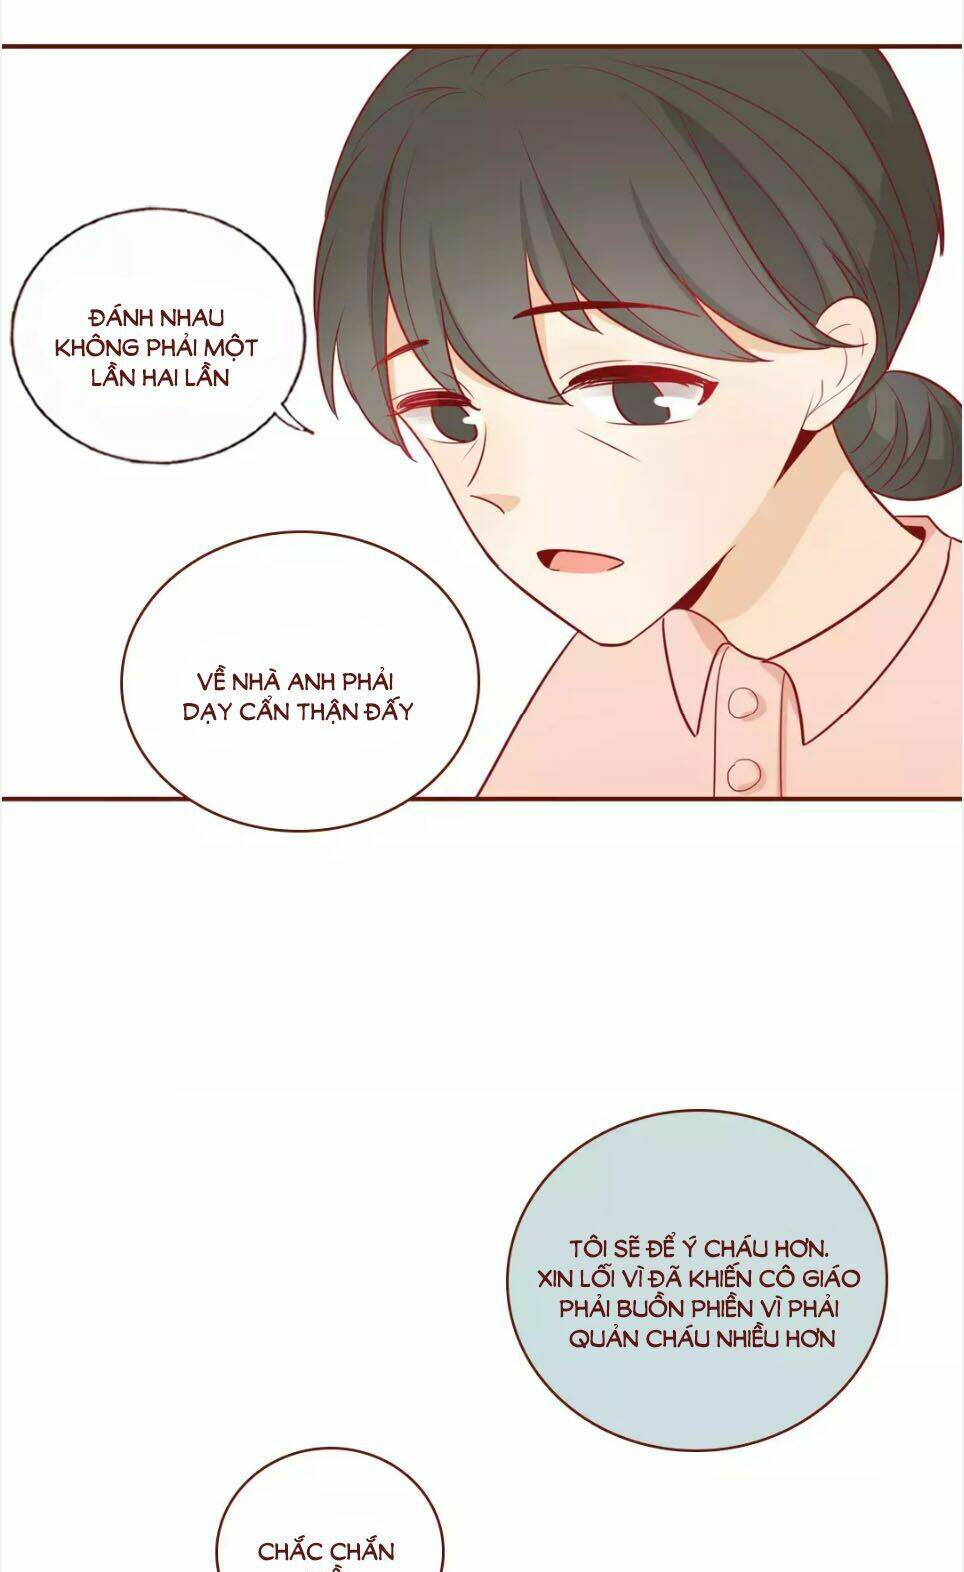 ĐÁNH NHAU
KHÔNG PHẢI MỘT
LẦN HAI LẦN
VỀ NHÀ ANH PHẢI
DẠY CẨN THẬN ĐẤY
TÔI SẼ ĐỂ Ý CHÁU HƠN.
XIN LỖI VÌ ĐÃ KHIẾN CÔ GIÁO
PHẢI BUỒN PHIỀN VÌ PHẢI
QUẢN CHÁU NHIỀU HƠN
CHẮC CHẮN